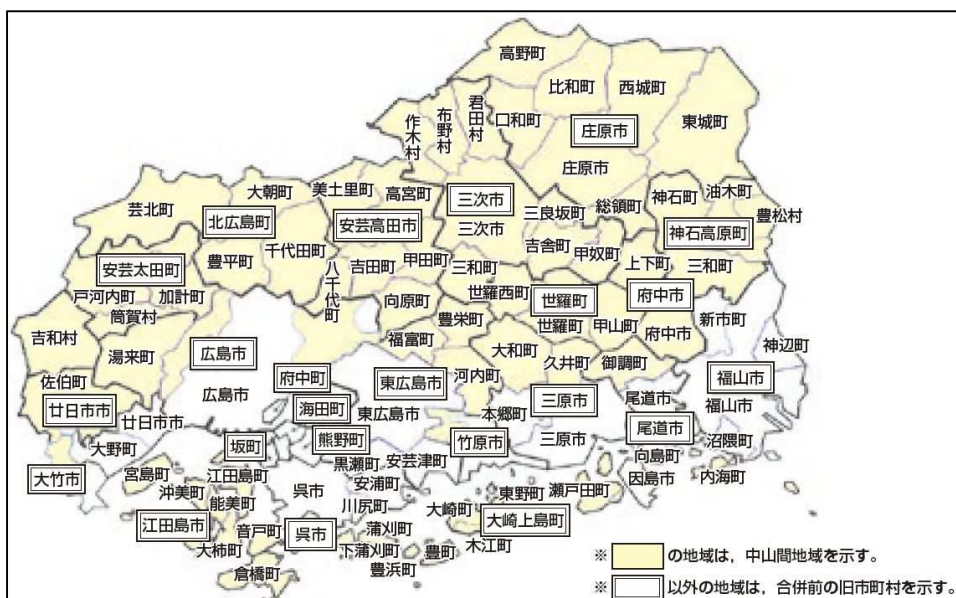 高野町
比和町
西城町
君田村
布野村
作木村
口和町
庄原市
東城町
庄原市
大朝町
美土里町
高宮町
三次市
三良坂町
総領町
神石町
油木町
豊松村
芸北町
北広島町
安芸高田市
三次市
神石高原町
千代田町
吉舎町
甲奴町
安芸太田町
豊平町
八千代町
吉田町
甲田町
三和町
上下町
三和町
戸河内町
加計町
向原町
世羅西町
世羅町
府中市
筒賀村
豊栄町
新市町
吉和村
世羅町
甲山町
府中市
福富町
神辺町
湯来町
広島市
大和町
久井町
御調町
佐伯町
府中町
東広島市
河内町
福山市
広島市
三原市
尾道市
廿日市市
海田町
東広島市
本郷町
福山市
廿日市市
熊野町
竹原市
三原市
尾道市
大野町
坂町
沼隈町
黒瀬町
安芸津町
向島町
大竹市
宮島町
江田島町
因島市
内海町
沖美町
呉市
安浦町
東野町
瀬戸田町
能美町
川尻町
大崎町
大崎上島町
江田島市
音戸町
呉市
蒲刈町
大柿町
下蒲刈町
豊町
木江町
豊浜町
倉橋町
※の地域は，中山間地域を示す。
※以外の地域は，合併前の旧市町村を示す。